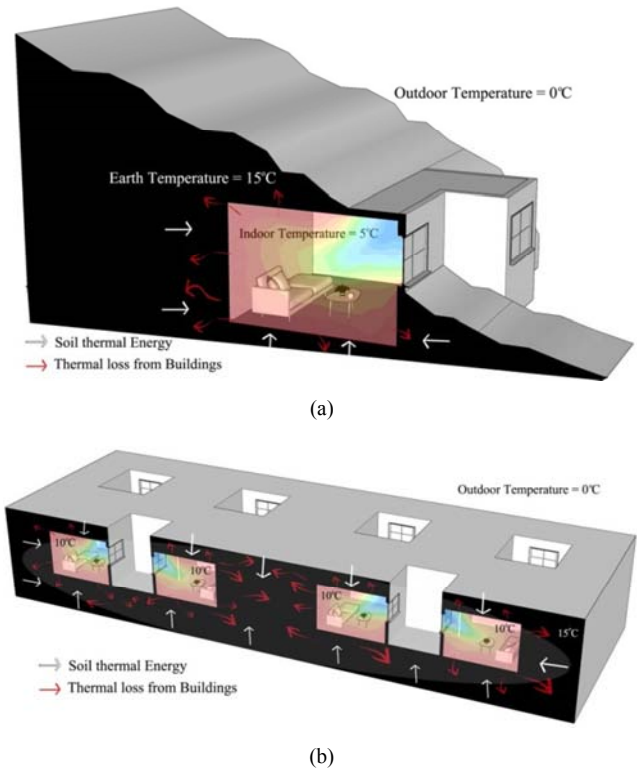 Outdoor Temperature = 0℃
Earth Temperature = 15℃
Indoor Temperature = 5℃
Soil thermal Energy
Thermal loss from Buildings
(a)
Outdoor Temperature = 0℃
10℃
10℃
10℃
10℃
15℃
Soil thermal Energy
Thermal loss from Buildings
(b)